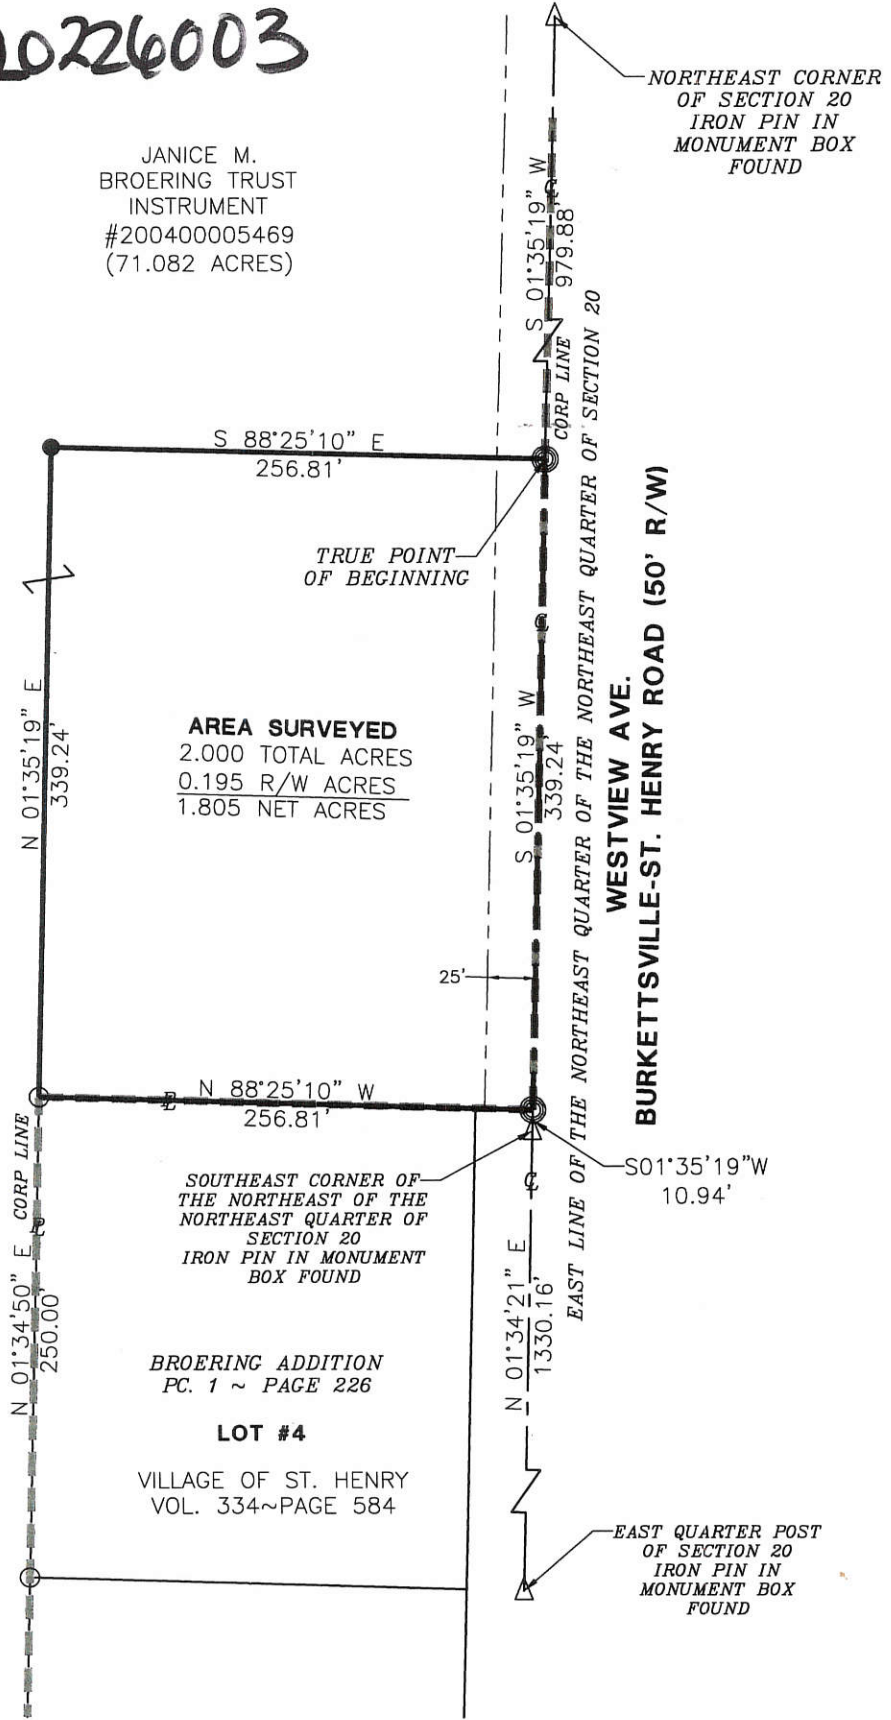 0226003
NORTHEAST CORNER
OF SECTION 20
IRON PIN IN
MONUMENT BOX
FOUND
JANICE M.
BROERING TRUST
INSTRUMENT
#200400005469
(71.082 ACRES)
S 01°35'19" W
979.88'
CORP LINE
S 88°25'10" E
256.81'
TRUE POINT
OF BEGINNING
N 01°35'19" E
339.24'
AREA SURVEYED
2.000 TOTAL ACRES
0.195 R/W ACRES
1.805 NET ACRES
S 01°35'19" W
339.24'
EAST LINE OF THE NORTHEAST QUARTER OF THE NORTHEAST QUARTER OF SECTION 20
WESTVIEW AVE.
BURKETTSVILLE-ST. HENRY ROAD (50' R/W)
25'
N 88°25'10" W
256.81'
SOUTHEAST CORNER OF
THE NORTHEAST OF THE
NORTHEAST QUARTER OF
SECTION 20
IRON PIN IN MONUMENT
BOX FOUND
S01°35'19"W
10.94'
N 01°34'50" E CORP LINE
250.00'
N 01°34'21" E
1330.16'
BROERING ADDITION
PC. 1 ~ PAGE 226
LOT #4
VILLAGE OF ST. HENRY
VOL. 334~PAGE 584
EAST QUARTER POST
OF SECTION 20
IRON PIN IN
MONUMENT BOX
FOUND